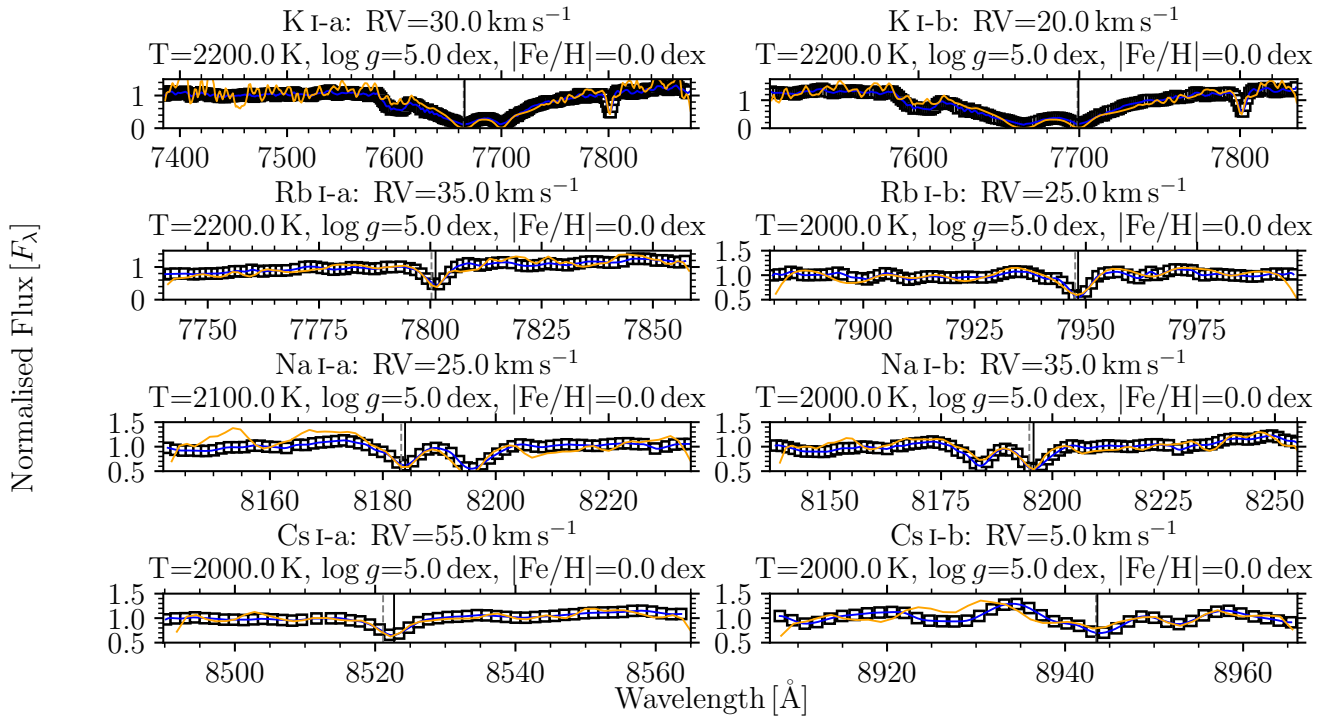 K I-a: RV=30.0 km s⁻¹
T=2200.0 K, log g=5.0 dex, |Fe/H|=0.0 dex
1
0
7400 7500 7600 7700 7800
K I-b: RV=20.0 km s⁻¹
T=2200.0 K, log g=5.0 dex, |Fe/H|=0.0 dex
1
0
7600 7700 7800
Rb I-a: RV=35.0 km s⁻¹
T=2200.0 K, log g=5.0 dex, |Fe/H|=0.0 dex
1
0
7750 7775 7800 7825 7850
Rb I-b: RV=25.0 km s⁻¹
T=2000.0 K, log g=5.0 dex, |Fe/H|=0.0 dex
1.5
1.0
0.5
7900 7925 7950 7975
Na I-a: RV=25.0 km s⁻¹
T=2100.0 K, log g=5.0 dex, |Fe/H|=0.0 dex
1.5
1.0
0.5
8160 8180 8200 8220
Na I-b: RV=35.0 km s⁻¹
T=2000.0 K, log g=5.0 dex, |Fe/H|=0.0 dex
1.5
1.0
0.5
8150 8175 8200 8225 8250
Cs I-a: RV=55.0 km s⁻¹
T=2000.0 K, log g=5.0 dex, |Fe/H|=0.0 dex
1.5
1.0
0.5
8500 8520 8540 8560
Cs I-b: RV=5.0 km s⁻¹
T=2000.0 K, log g=5.0 dex, |Fe/H|=0.0 dex
1.5
1.0
0.5
8920 8940 8960
Normalised Flux [F_λ]
Wavelength [Å]